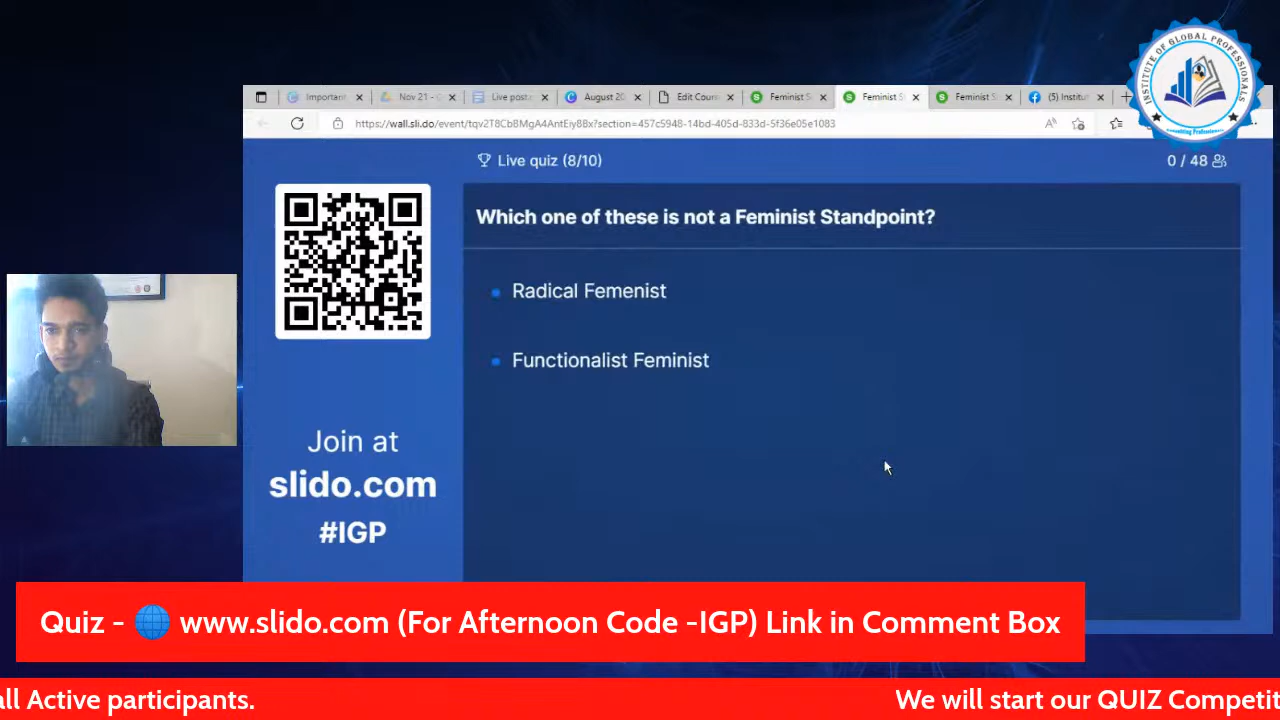 INSTITUTE OF GLOBAL PROFESSIONALS
Important
Nov 21 -
Live post
August 20
Edit Cour
Feminist S
Feminist S
Feminist S
(5) Institu
https://wall.sli.do/event/tqv2T8CbBMgA4AntEiy8Bx?section=457c5948-14bd-405d-833d-5f36e05e1083
Live quiz (8/10)
0 / 48
Which one of these is not a Feminist Standpoint?
Radical Femenist
Functionalist Feminist
Join at
slido.com
#IGP
Quiz - www.slido.com (For Afternoon Code -IGP) Link in Comment Box
all Active participants.
We will start our QUIZ Competit